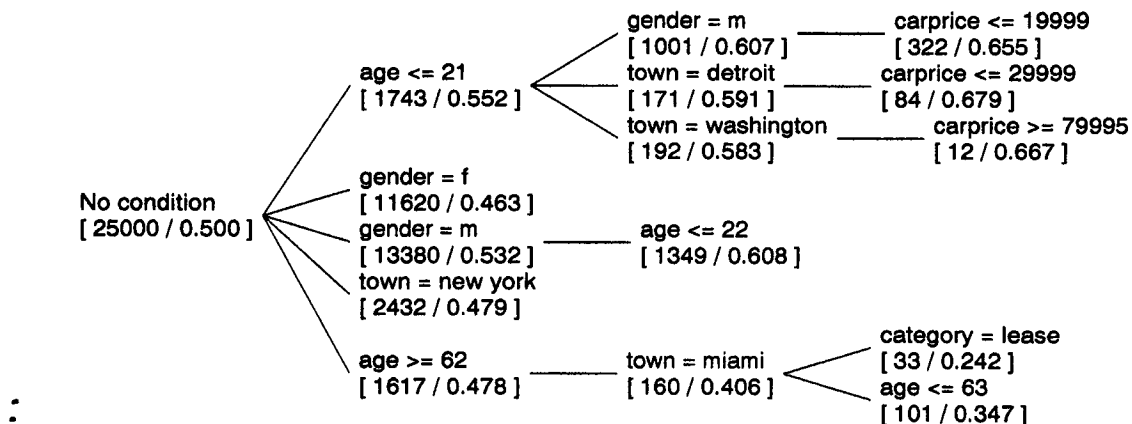 gender = m
[ 1001 / 0.607 ]
carprice <= 19999
[ 322 / 0.655 ]
age <= 21
[ 1743 / 0.552 ]
town = detroit
[ 171 / 0.591 ]
carprice <= 29999
[ 84 / 0.679 ]
town = washington
[ 192 / 0.583 ]
carprice >= 79995
[ 12 / 0.667 ]
No condition
[ 25000 / 0.500 ]
gender = f
[ 11620 / 0.463 ]
gender = m
[ 13380 / 0.532 ]
age <= 22
[ 1349 / 0.608 ]
town = new york
[ 2432 / 0.479 ]
age >= 62
[ 1617 / 0.478 ]
town = miami
[ 160 / 0.406 ]
category = lease
[ 33 / 0.242 ]
age <= 63
[ 101 / 0.347 ]